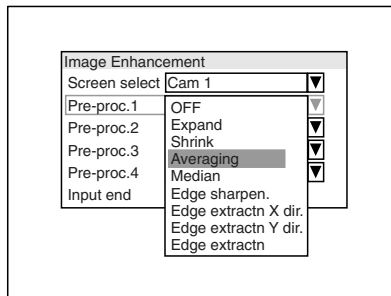 Image Enhancement
Screen select Cam 1
Pre-proc.1
Pre-proc.2
Pre-proc.3
Pre-proc.4
Input end
OFF
Expand
Shrink
Averaging
Median
Edge sharpen.
Edge extractn X dir.
Edge extractn Y dir.
Edge extractn